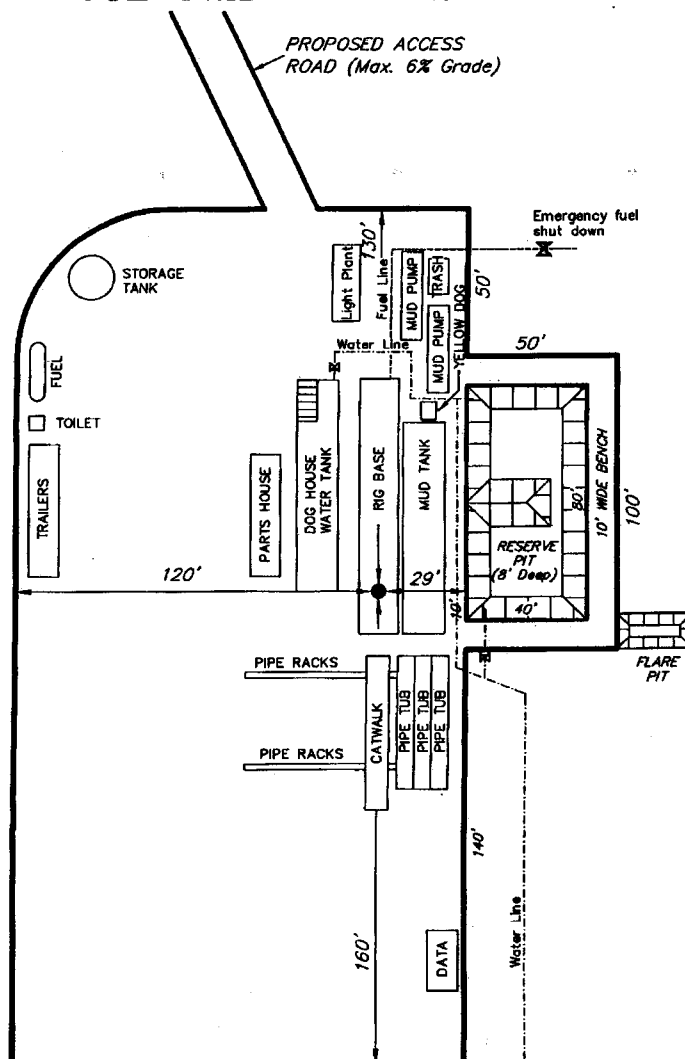 PROPOSED ACCESS
ROAD (Max. 6% Grade)
Emergency fuel
shut down
130'
Light Plant
Fuel Line
MUD PUMP
TRASH
50'
STORAGE
TANK
MUD PUMP
YELLOW DOG
Water Line
50'
FUEL
TOILET
TRAILERS
PARTS HOUSE
DOG HOUSE
WATER TANK
RIG BASE
MUD TANK
80'
10' WIDE BENCH
100'
RESERVE
PIT
(8' Deep)
120'
29'
10'
40'
FLARE
PIT
PIPE RACKS
CATWALK
PIPE TUB
PIPE TUB
PIPE TUB
PIPE RACKS
140'
160'
DATA
Water Line